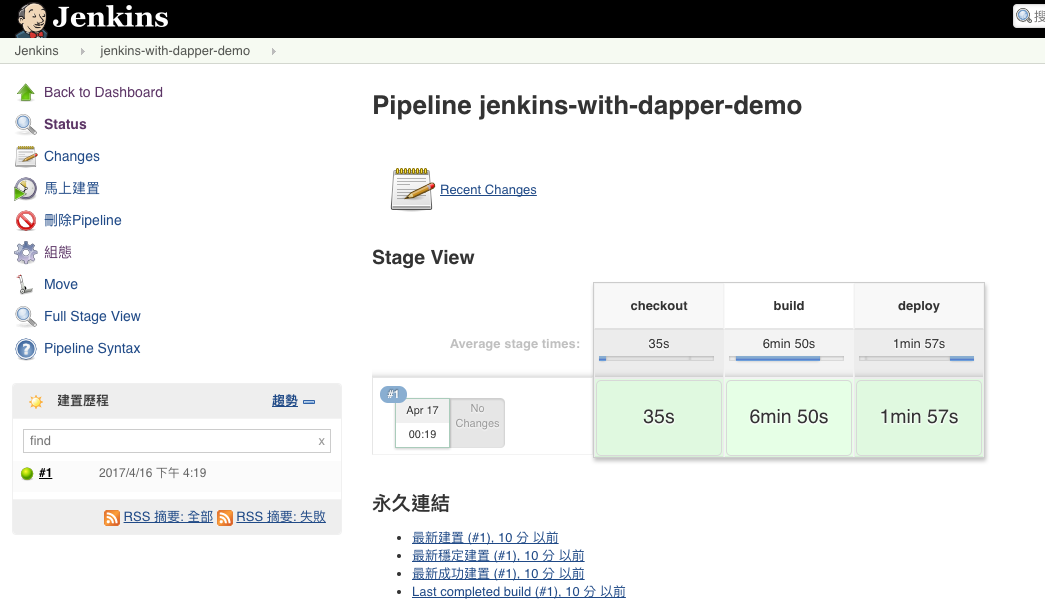 Jenkins
搜
Jenkins jenkins-with-dapper-demo
Back to Dashboard
Status
Changes
馬上建置
刪除Pipeline
組態
Move
Full Stage View
Pipeline Syntax
建置歷程 趨勢
find x
#1 2017/4/16 下午 4:19
RSS 摘要: 全部 RSS 摘要: 失敗
Pipeline jenkins-with-dapper-demo
Recent Changes
Stage View
checkout build deploy
Average stage times: 35s 6min 50s 1min 57s
#1
Apr 17
00:19
No
Changes
35s 6min 50s 1min 57s
永久連結
最新建置 (#1), 10 分 以前
最新穩定建置 (#1), 10 分 以前
最新成功建置 (#1), 10 分 以前
Last completed build (#1), 10 分 以前